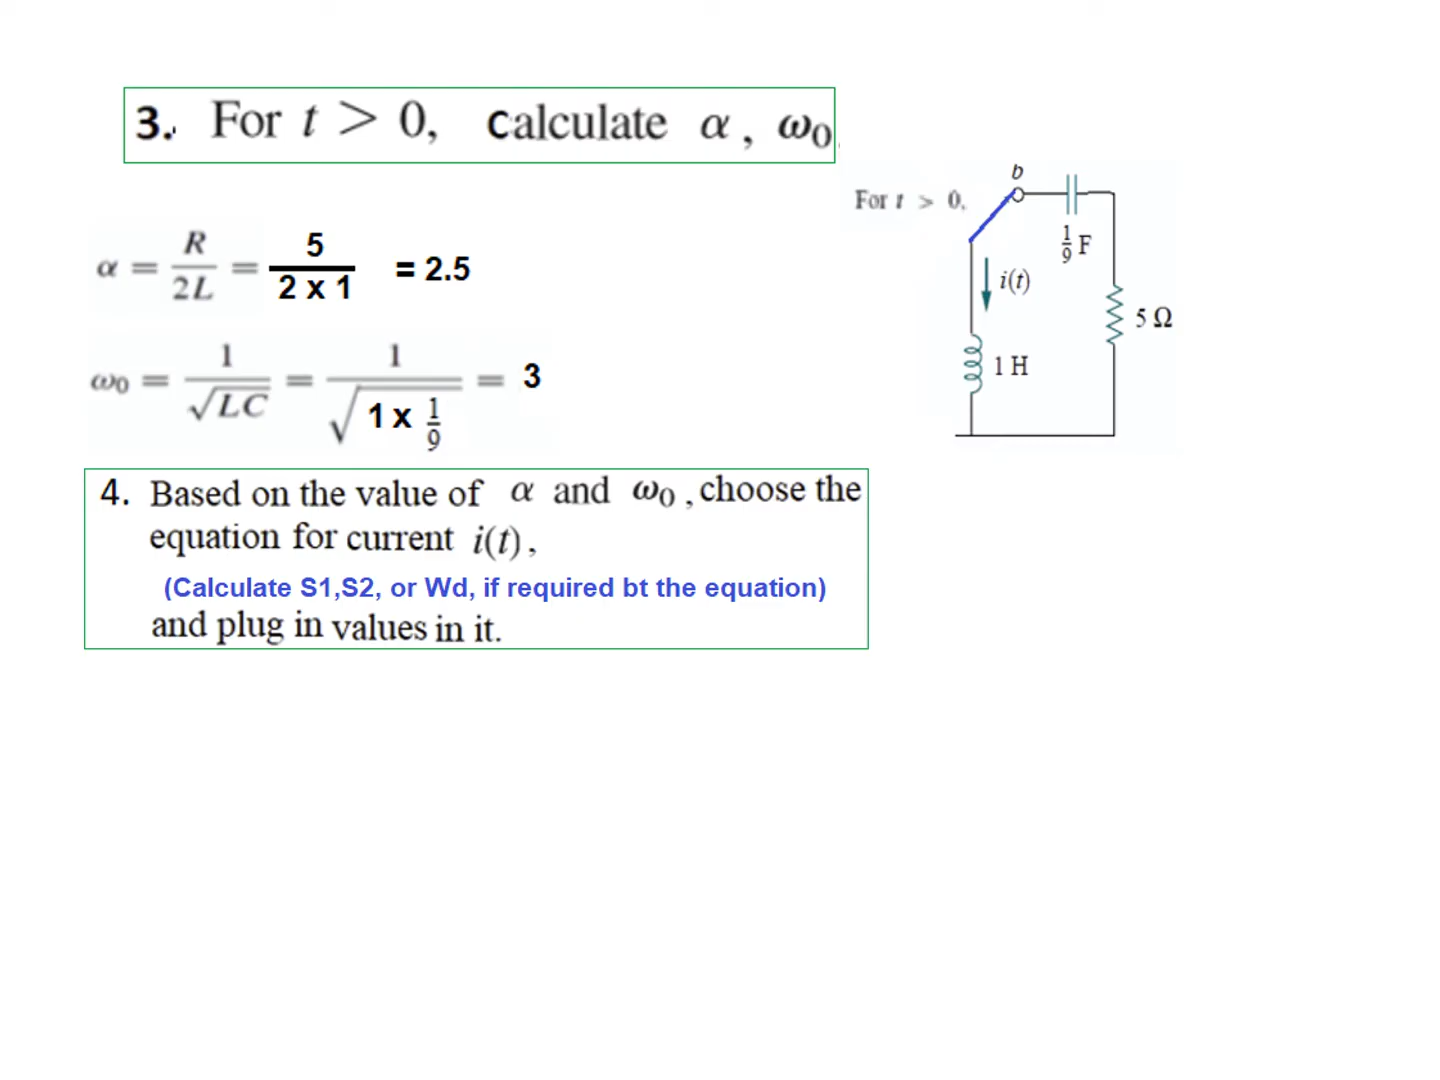 3. For t > 0, calculate α, ω0
For t > 0,
b
1/9 F
i(t)
5 Ω
1 H
α = R/2L = 5/2 x 1 = 2.5
ω0 = 1/√LC = 1/√1 x 1/9 = 3
4. Based on the value of α and ω0, choose the
equation for current i(t),
(Calculate S1,S2, or Wd, if required bt the equation)
and plug in values in it.